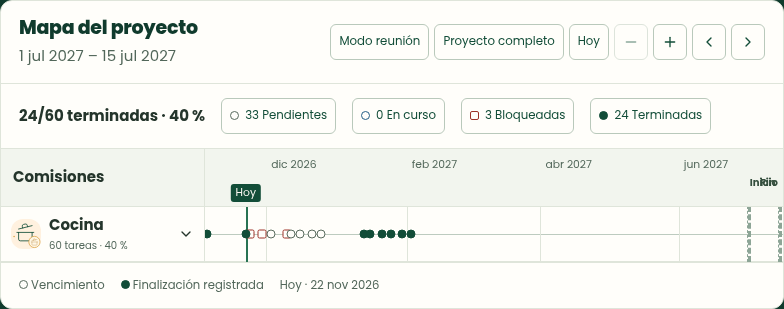 Mapa del proyecto
1 jul 2027 – 15 jul 2027
Modo reunión
Proyecto completo
Hoy
24/60 terminadas · 40 %
33 Pendientes
0 En curso
3 Bloqueadas
24 Terminadas
Comisiones
dic 2026
feb 2027
abr 2027
jun 2027
Inicio
Hoy
Cocina
60 tareas · 40 %
Vencimiento
Finalización registrada
Hoy · 22 nov 2026